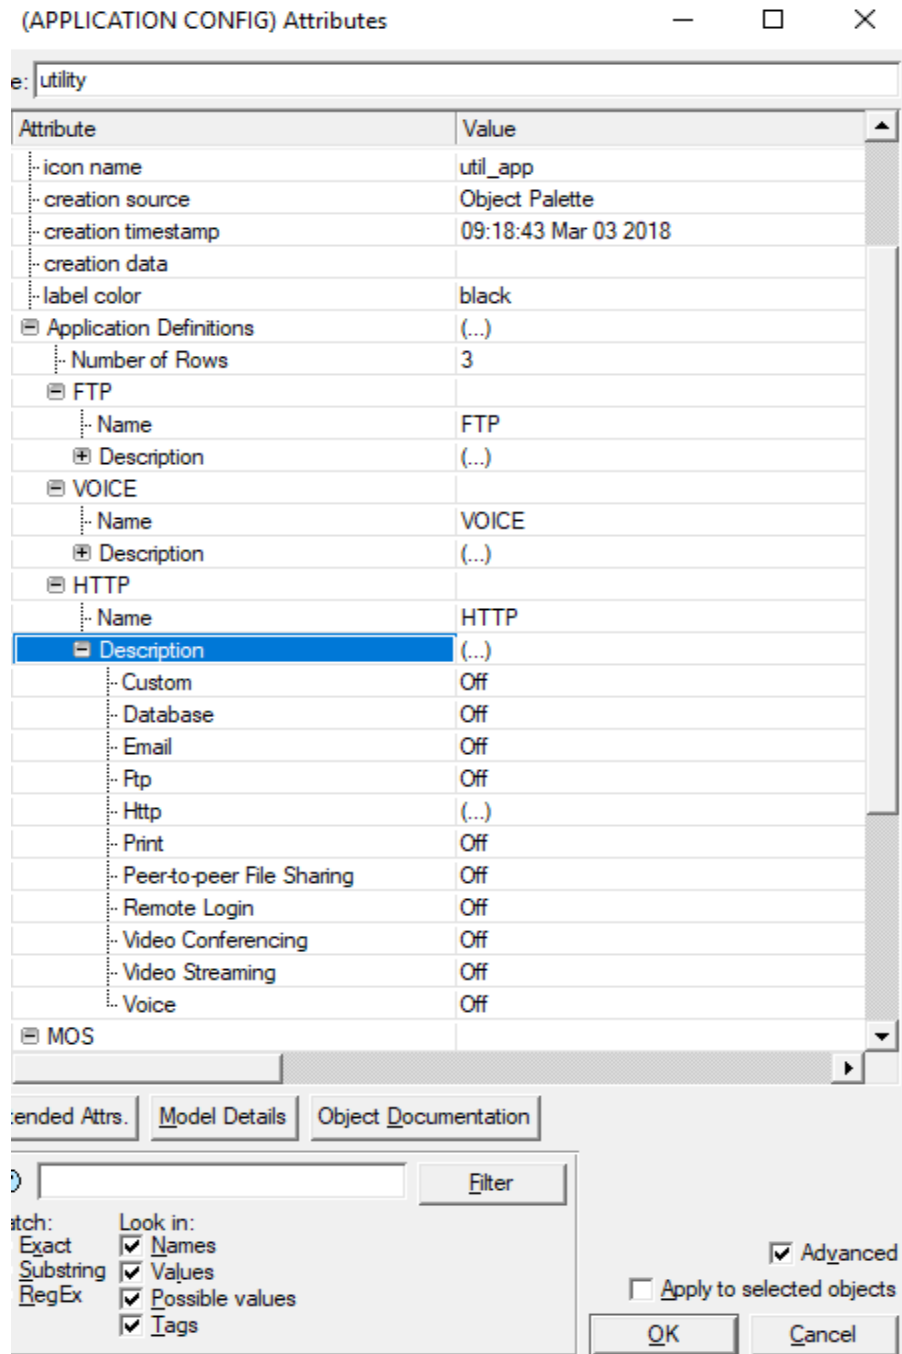 (APPLICATION CONFIG) Attributes
e: utility
Attribute Value
icon name util_app
creation source Object Palette
creation timestamp 09:18:43 Mar 03 2018
creation data
label color black
Application Definitions (...)
Number of Rows 3
FTP
Name FTP
Description (...)
VOICE
Name VOICE
Description (...)
HTTP
Name HTTP
Description (...)
Custom Off
Database Off
Email Off
Ftp Off
Http (...)
Print Off
Peer-to-peer File Sharing Off
Remote Login Off
Video Conferencing Off
Video Streaming Off
Voice Off
MOS
tended Attrs. Model Details Object Documentation
Filter
atch: Look in:
Exact Names
Substring Values
RegEx Possible values
Tags
Advanced
Apply to selected objects
OK Cancel